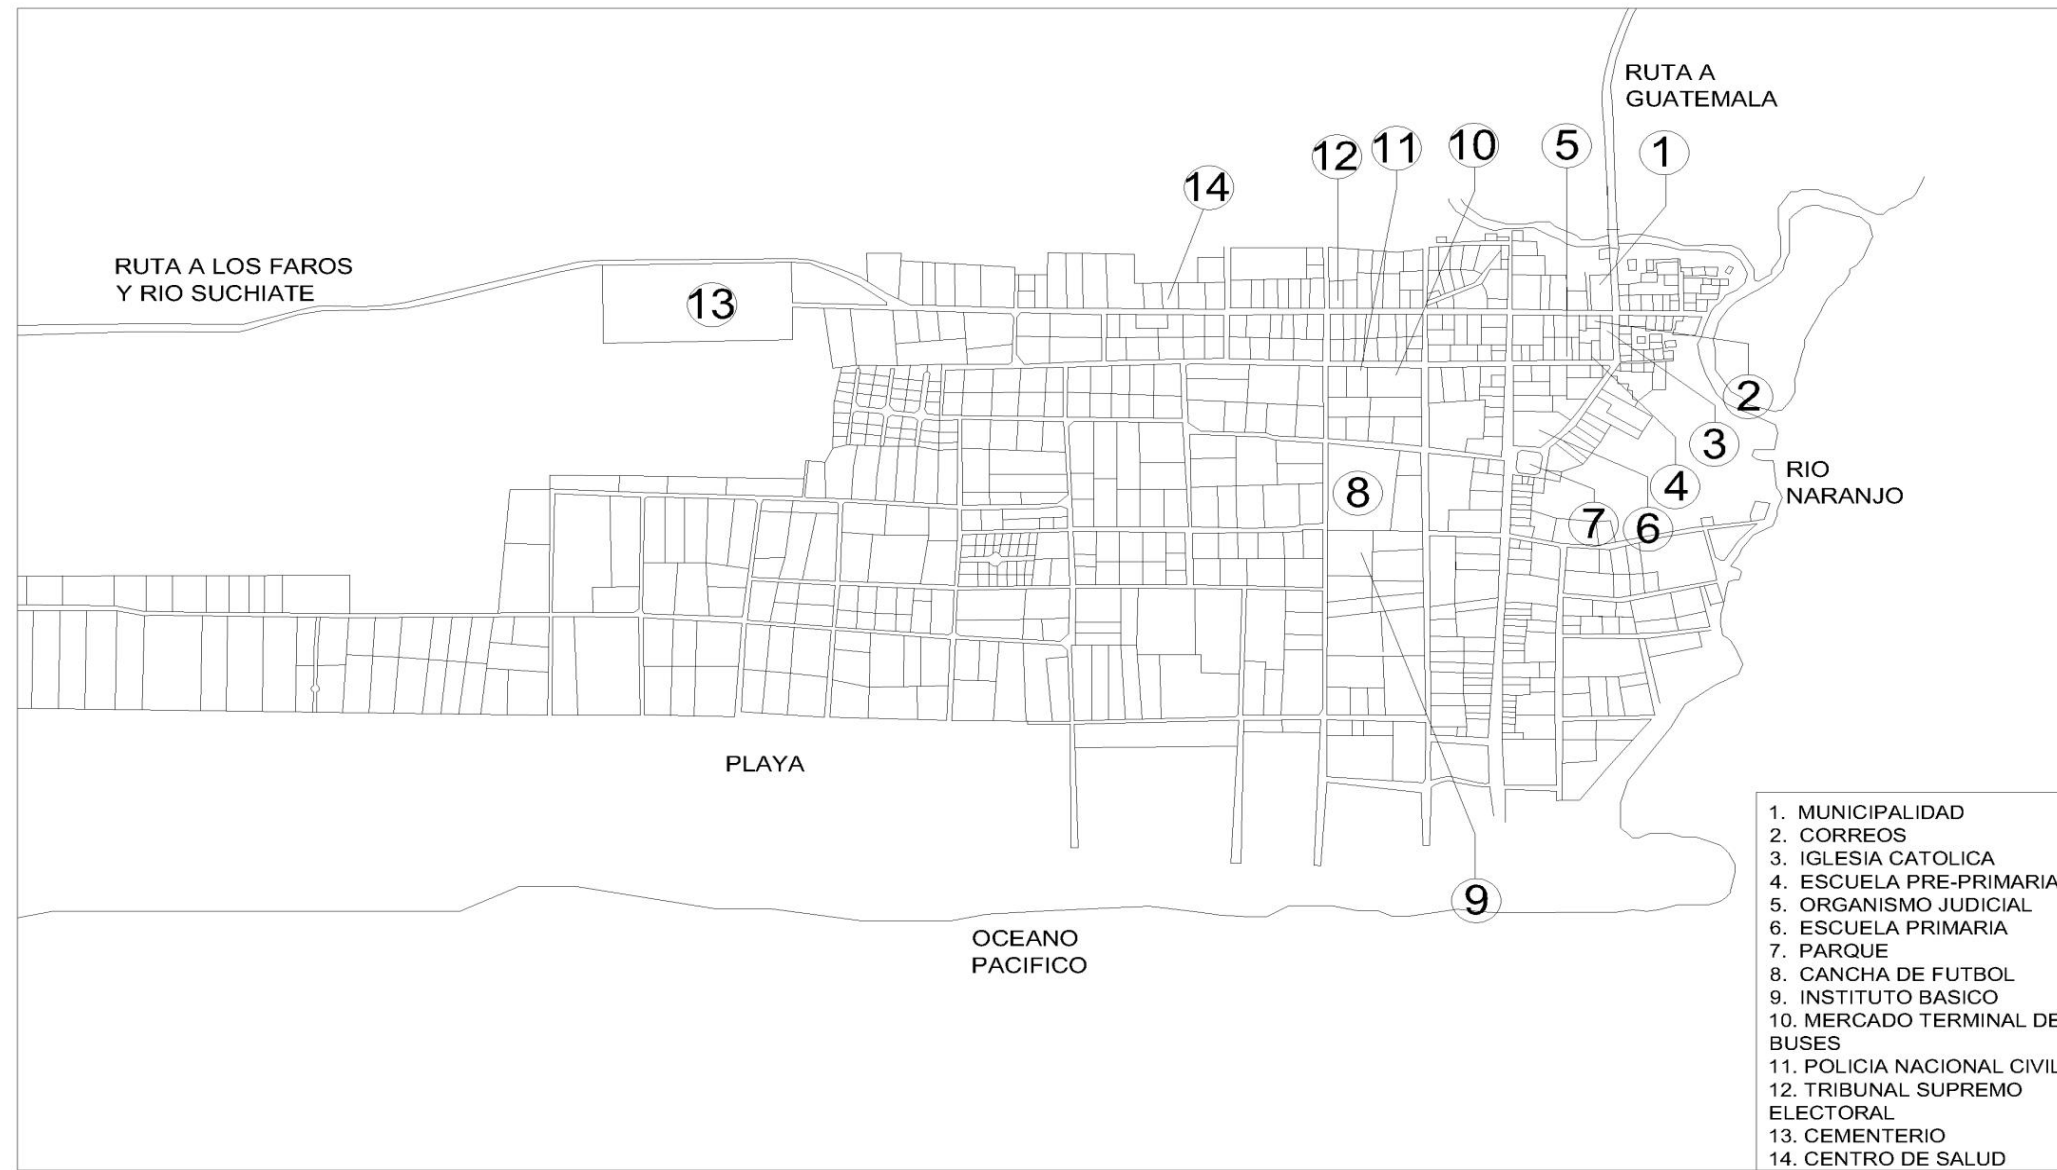 RUTA A
GUATEMALA
12
11
10
5
1
14
RUTA A LOS FAROS
Y RIO SUCHIATE
13
2
3
4
RIO
NARANJO
8
7
6
PLAYA
9
OCEANO
PACIFICO
1. MUNICIPALIDAD
2. CORREOS
3. IGLESIA CATOLICA
4. ESCUELA PRE-PRIMARIA
5. ORGANISMO JUDICIAL
6. ESCUELA PRIMARIA
7. PARQUE
8. CANCHA DE FUTBOL
9. INSTITUTO BASICO
10. MERCADO TERMINAL DE
BUSES
11. POLICIA NACIONAL CIVIL
12. TRIBUNAL SUPREMO
ELECTORAL
13. CEMENTERIO
14. CENTRO DE SALUD